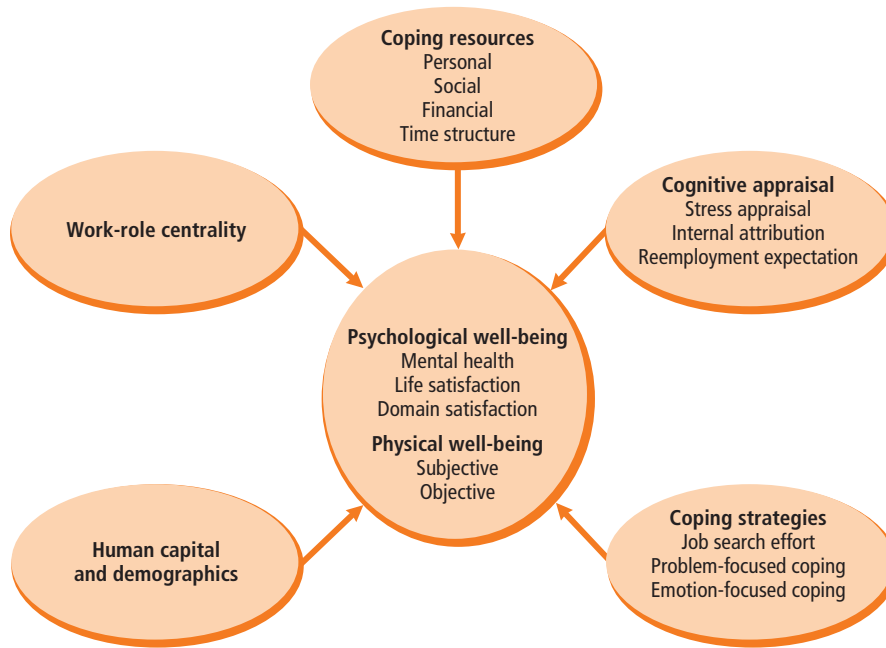 Coping resources
Personal
Social
Financial
Time structure
Work-role centrality
Cognitive appraisal
Stress appraisal
Internal attribution
Reemployment expectation
Psychological well-being
Mental health
Life satisfaction
Domain satisfaction
Physical well-being
Subjective
Objective
Human capital
and demographics
Coping strategies
Job search effort
Problem-focused coping
Emotion-focused coping